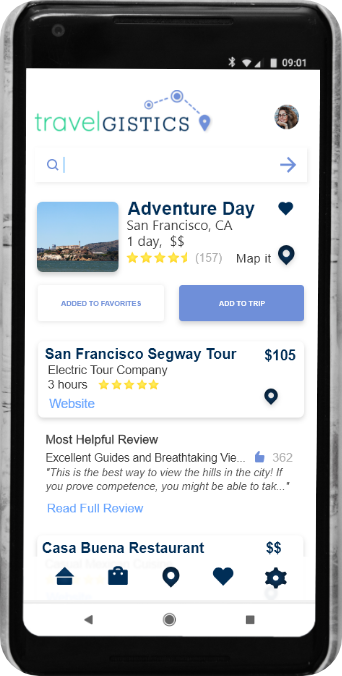 09:01
travelGISTICS
Adventure Day
San Francisco, CA
1 day, $$
(157) Map it
ADDED TO FAVORITES ADD TO TRIP
San Francisco Segway Tour $105
Electric Tour Company
3 hours
Website
Most Helpful Review
Excellent Guides and Breathtaking Vie... 362
"This is the best way to view the hills in the city! If
you prove competence, you might be able to tak..."
Read Full Review
Casa Buena Restaurant $$